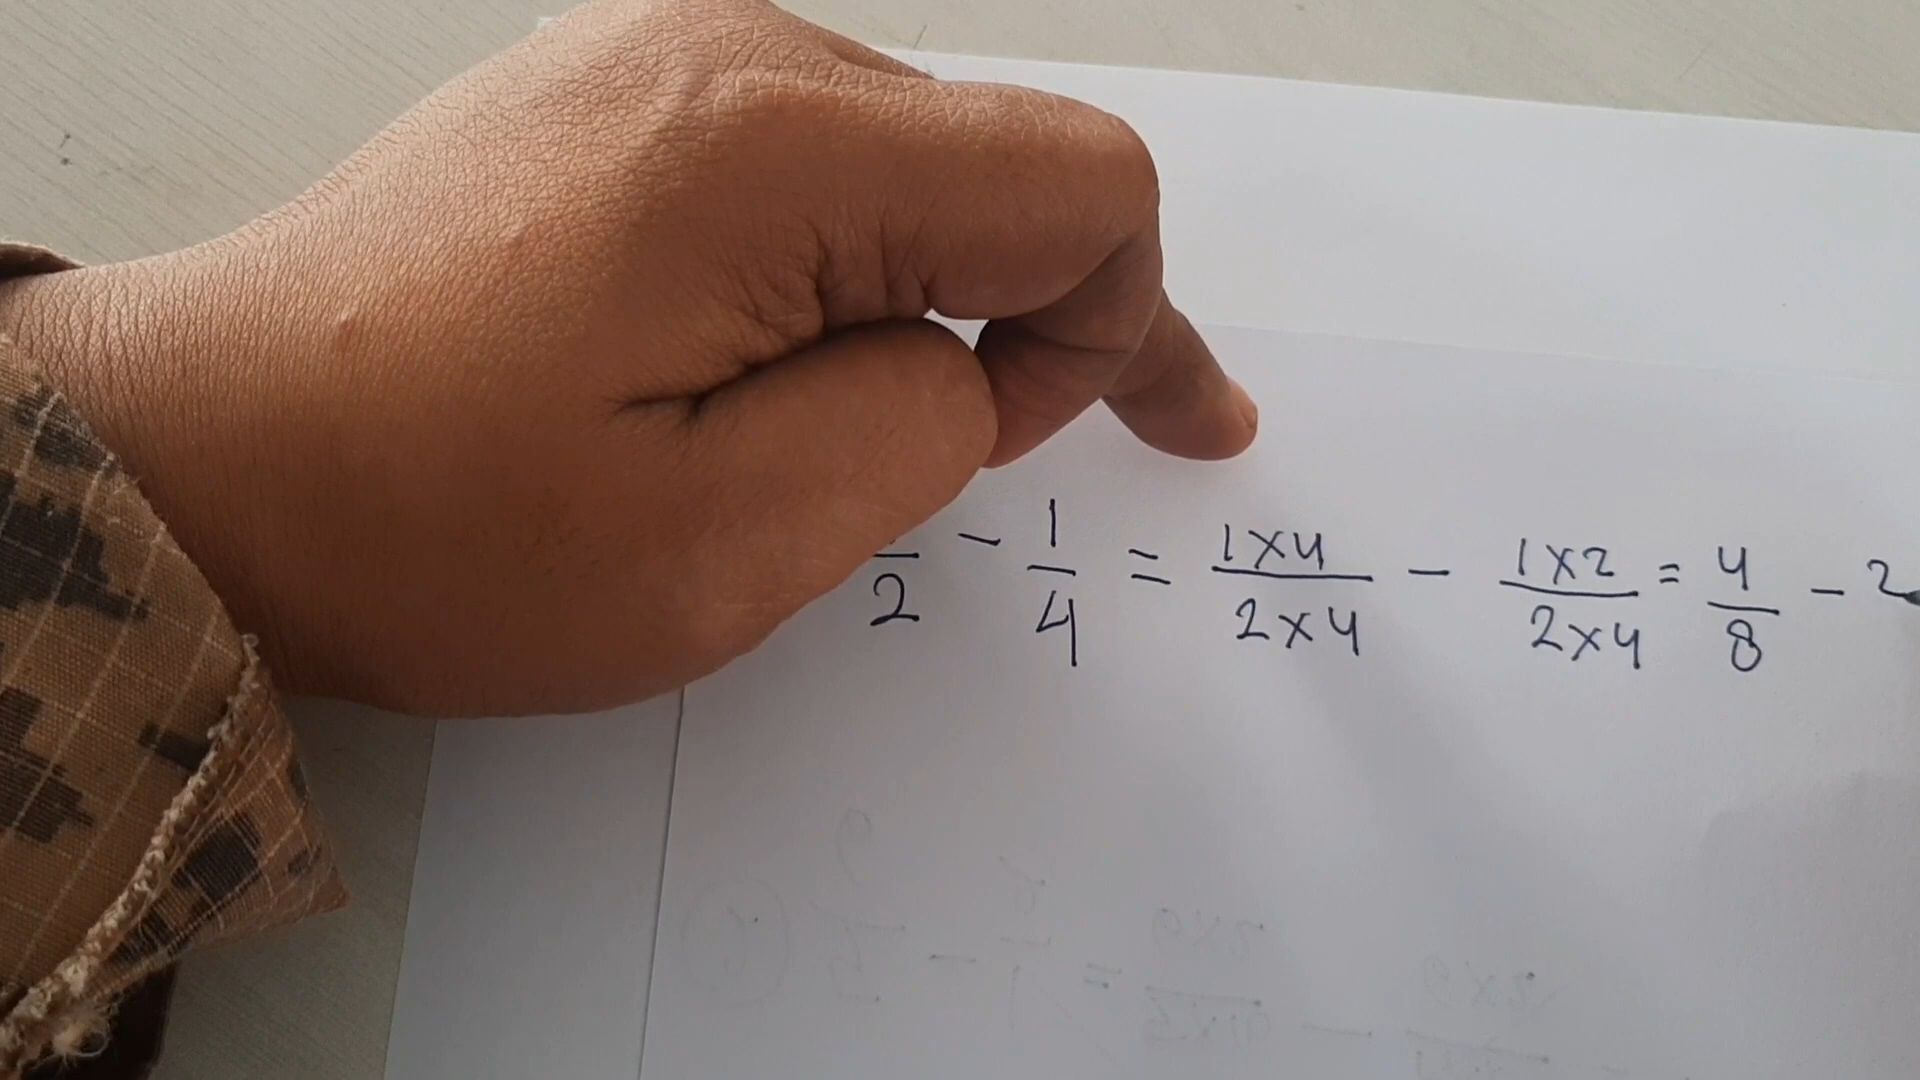 /2 - 1/4 = 1x4/2x4 - 1x2/2x4 = 4/8 - 2